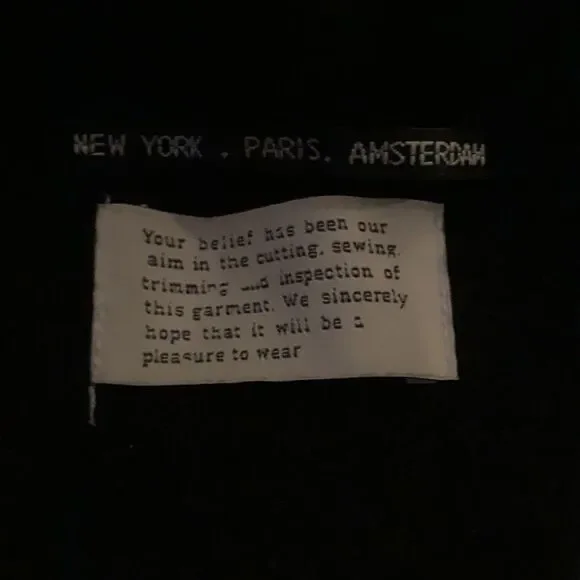 NEW YORK . PARIS. AMSTERDAM
Your belief has been our
aim in the cutting, sewing,
trimming and inspection of
this garment. We sincerely
hope that it will be a
pleasure to wear